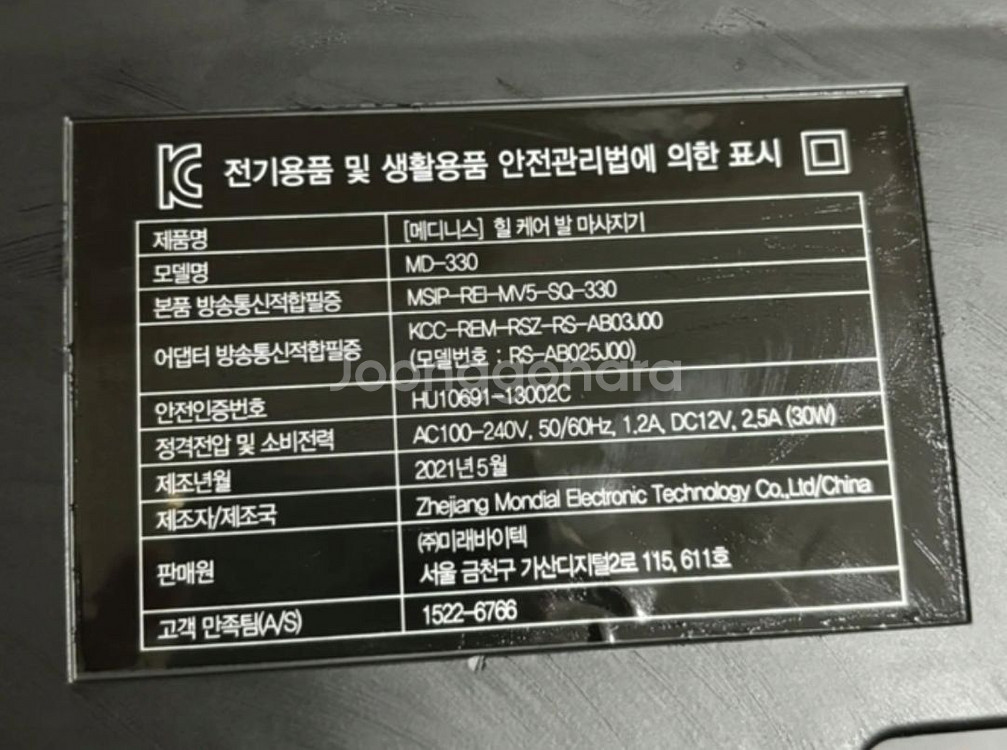 KC 전기용품 및 생활용품 안전관리법에 의한 표시
제품명 [메디니스] 힐 케어 발 마사지기
모델명 MD-330
본품 방송통신적합필증 MSIP-REI-MV5-SQ-330
어댑터 방송통신적합필증 KCC-REM-RSZ-RS-AB03J00
(모델번호 : RS-AB025J00)
Joonggonara
안전인증번호 HU10691-13002C
정격전압 및 소비전력 AC100-240V, 50/60Hz, 1.2A, DC12V, 2.5A (30W)
제조년월 2021년 5월
제조자/제조국 Zhejiang Mondial Electronic Technology Co.,Ltd/China
판매원 (주)미래바이텍
서울 금천구 가산디지털2로 115, 611호
고객 만족팀(A/S) 1522-6766